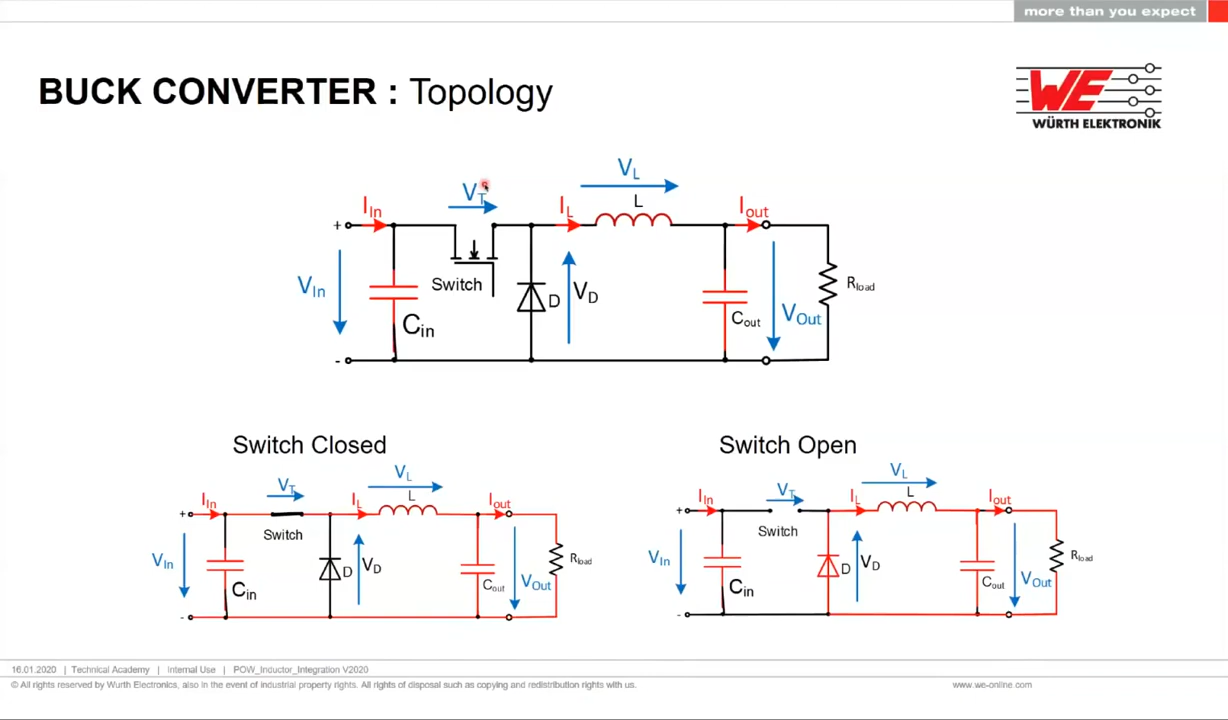 more than you expect
BUCK CONVERTER : Topology
WE
WÜRTH ELEKTRONIK
VL
VT
L
IIn
IL
Iout
+
VIn
Switch
D
VD
Rload
Cin
Cout
VOut
-
Switch Closed
VL
VT
L
IIn
IL
Iout
+
Switch
VIn
D
VD
Rload
Cin
Cout
VOut
-
Switch Open
VL
VT
L
IIn
IL
Iout
+
Switch
VIn
D
VD
Rload
Cin
Cout
VOut
-
16.01.2020 | Technical Academy | Internal Use | POW_Inductor_Integration V2020
© All rights reserved by Wurth Electronics, also in the event of industrial property rights. All rights of disposal such as copying and redistribution rights with us.
www.we-online.com